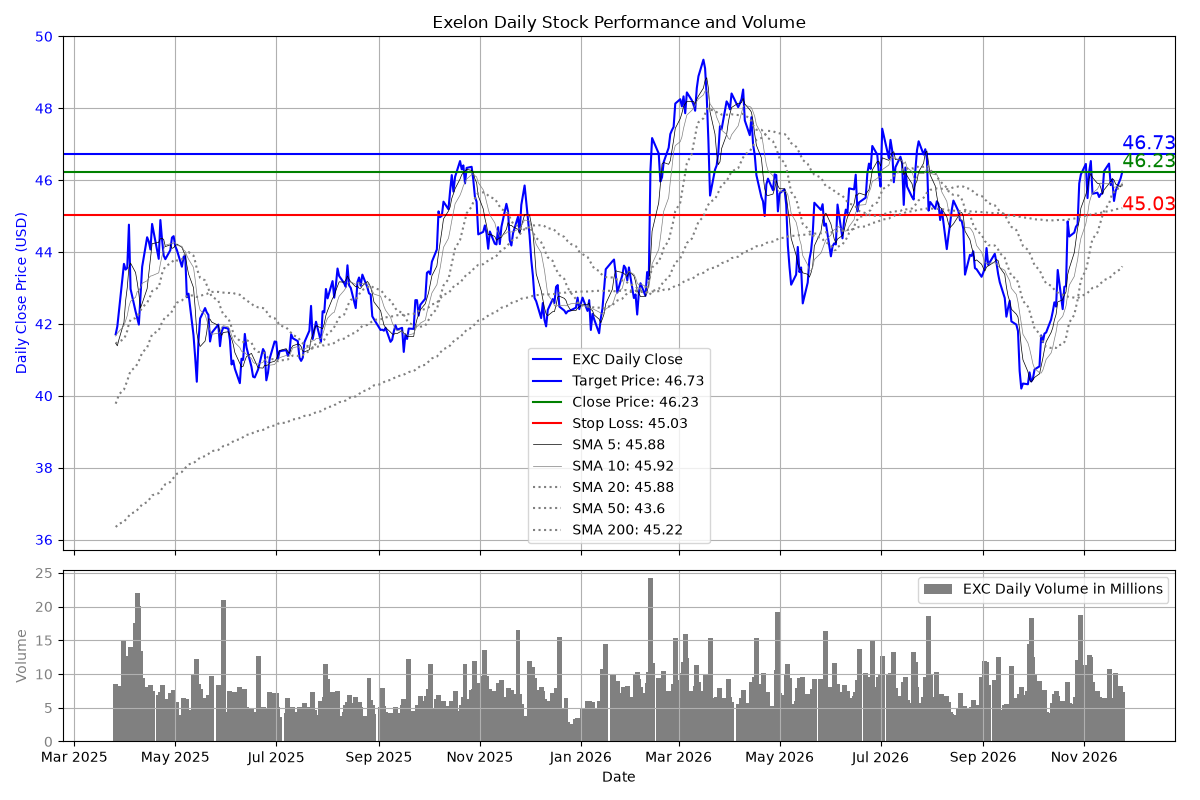 Exelon Daily Stock Performance and Volume
Daily Close Price (USD)
50
48
46
44
42
40
38
36
46.73
46.23
45.03
EXC Daily Close
Target Price: 46.73
Close Price: 46.23
Stop Loss: 45.03
SMA 5: 45.88
SMA 10: 45.92
SMA 20: 45.88
SMA 50: 43.6
SMA 200: 45.22
Volume
25
20
15
10
5
0
EXC Daily Volume in Millions
Mar 2025 May 2025 Jul 2025 Sep 2025 Nov 2025 Jan 2026 Mar 2026 May 2026 Jul 2026 Sep 2026 Nov 2026
Date